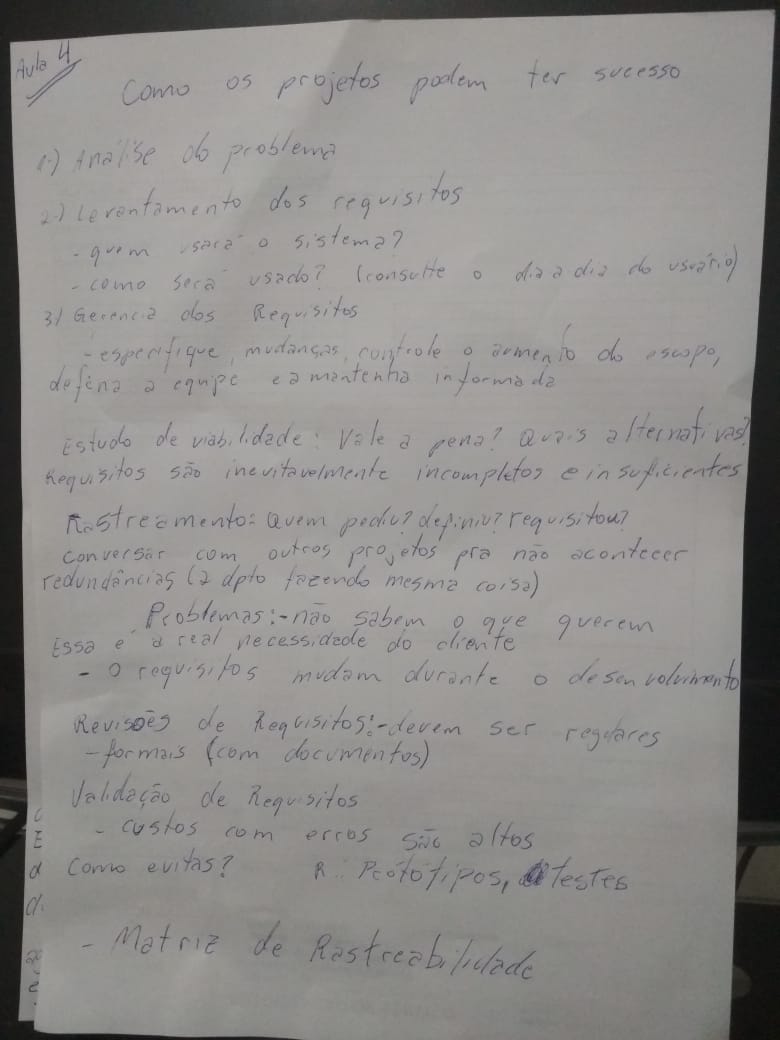 Aula 4
Como os projetos podem ter sucesso
1-) Análise do problema
2-) Levantamento dos requisitos
- quem usará o sistema?
- como será usado? (consulte o dia a dia do usuário)
3) Gerencia dos Requisitos
- especifique, mudanças, controle o aumento do escopo,
defina a equipe e a mantenha informada
Estudo de viabilidade: Vale a pena? Quais alternativas?
Requisitos são inevitavelmente incompletos e insuficientes
Rastreamento: Quem pediu? definiu? requisitou?
Conversar com outros projetos pra não acontecer
redundâncias (2 dpto fazendo mesma coisa)
Problemas: - não sabem o que querem
Essa é a real necessidade do cliente
- O requisitos mudam durante o desenvolvimento
Revisões de Requisitos: - devem ser regulares
- formais (com documentos)
Validação de Requisitos
- custos com erros são altos
Como evitas? R: Protótipos, testes
- Matriz de Rastreabilidade